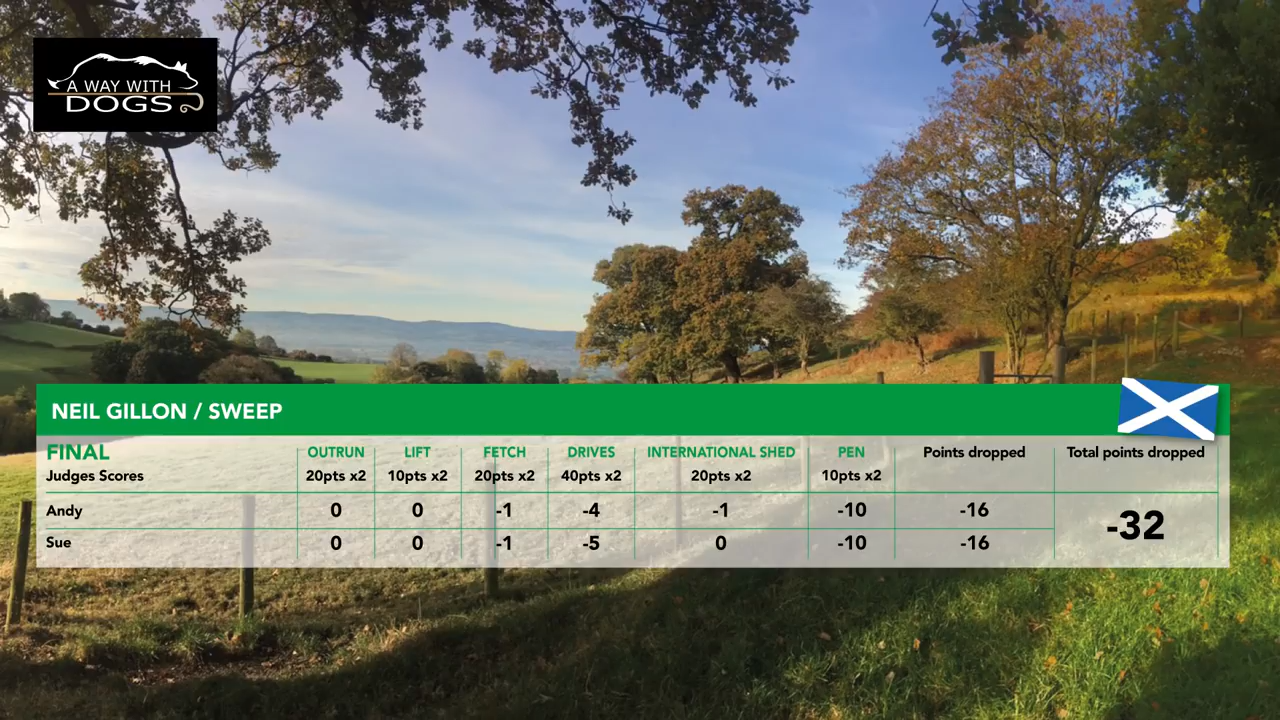 A WAY WITH
DOGS
NEIL GILLON / SWEEP
FINAL OUTRUN LIFT FETCH DRIVES INTERNATIONAL SHED PEN Points dropped Total points dropped
Judges Scores 20pts x2 10pts x2 20pts x2 40pts x2 20pts x2 10pts x2
Andy 0 0 -1 -4 -1 -10 -16
-32
Sue 0 0 -1 -5 0 -10 -16